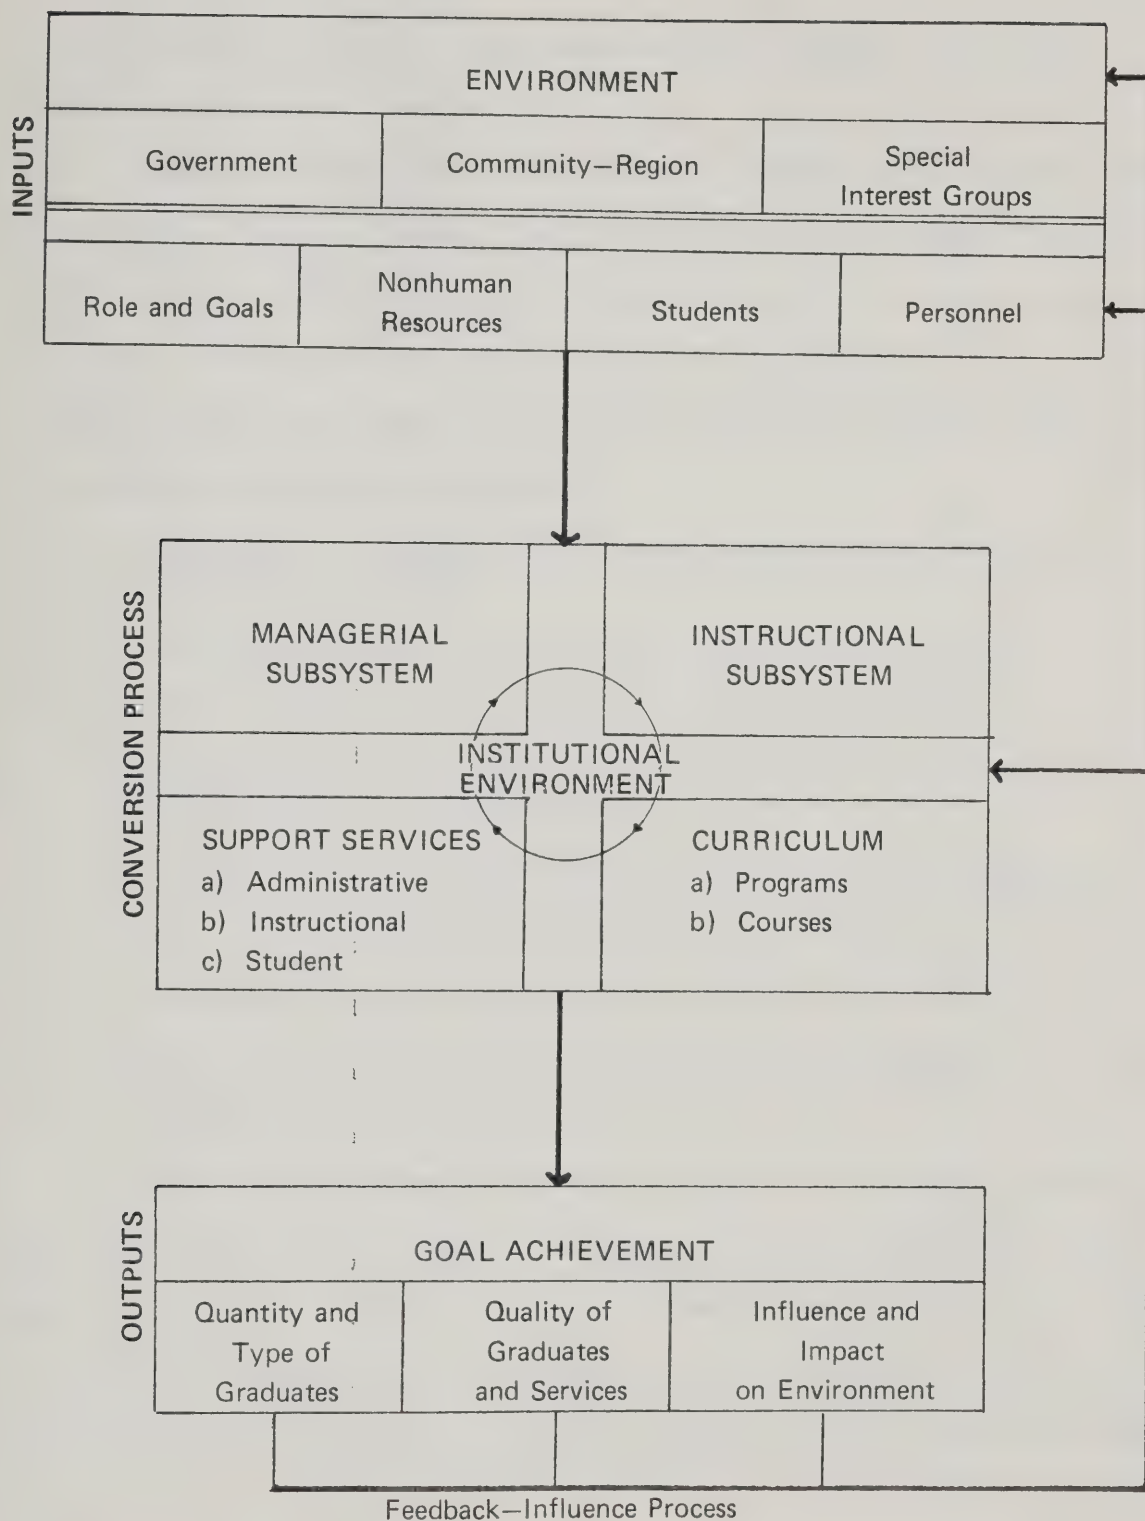 INPUTS
ENVIRONMENT
Government
Community—Region
Special
Interest Groups
Role and Goals
Nonhuman
Resources
Students
Personnel
CONVERSION PROCESS
MANAGERIAL
SUBSYSTEM
INSTRUCTIONAL
SUBSYSTEM
INSTITUTIONAL
ENVIRONMENT
SUPPORT SERVICES
a) Administrative
b) Instructional
c) Student
CURRICULUM
a) Programs
b) Courses
OUTPUTS
GOAL ACHIEVEMENT
Quantity and
Type of
Graduates
Quality of
Graduates
and Services
Influence and
Impact
on Environment
Feedback—Influence Process